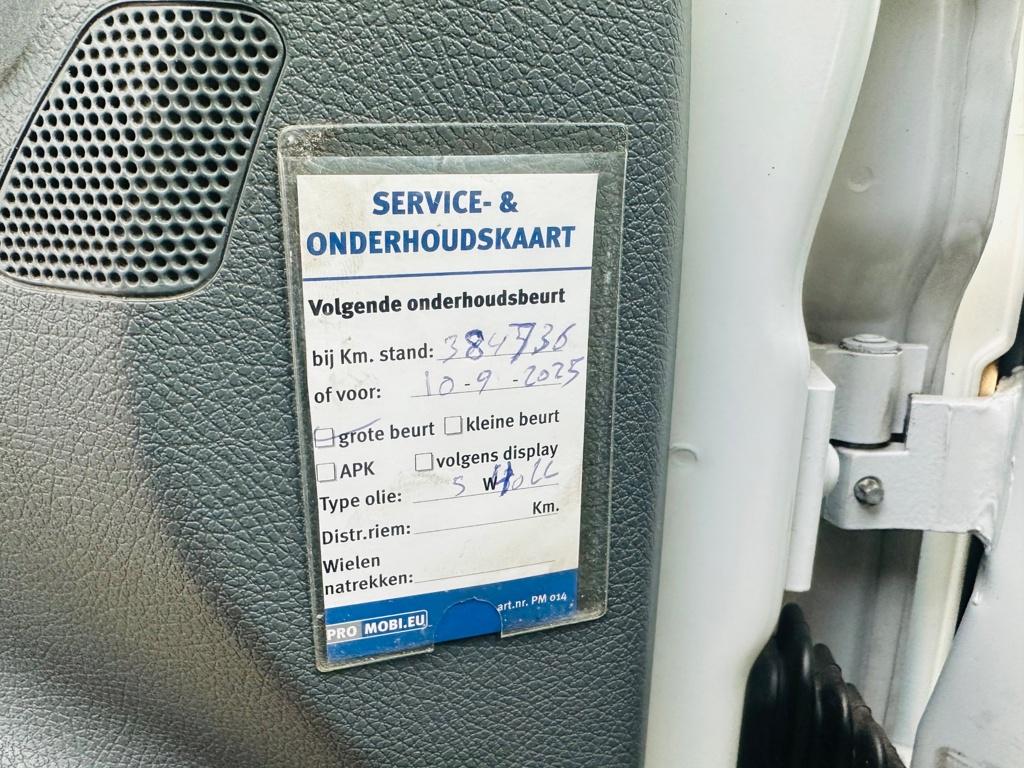 SERVICE- &
ONDERHOUDSKAART
Volgende onderhoudsbeurt
bij Km. stand: 384736
of voor: 10-9-2025
grote beurt kleine beurt
APK volgens display
Type olie: 5 W
Distr.riem: Km.
Wielen
natrekken:
PRO MOBI.EU art.nr. PM 014